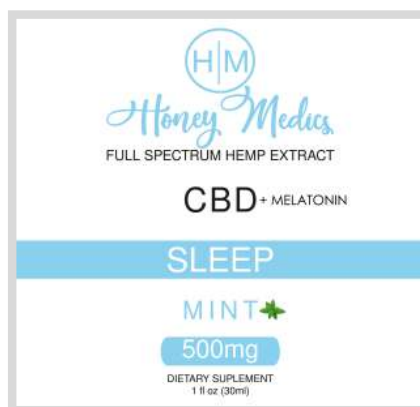 H|M
Honey Medics
FULL SPECTRUM HEMP EXTRACT
CBD + MELATONIN
SLEEP
MINT
500mg
DIETARY SUPLEMENT
1 fl oz (30ml)